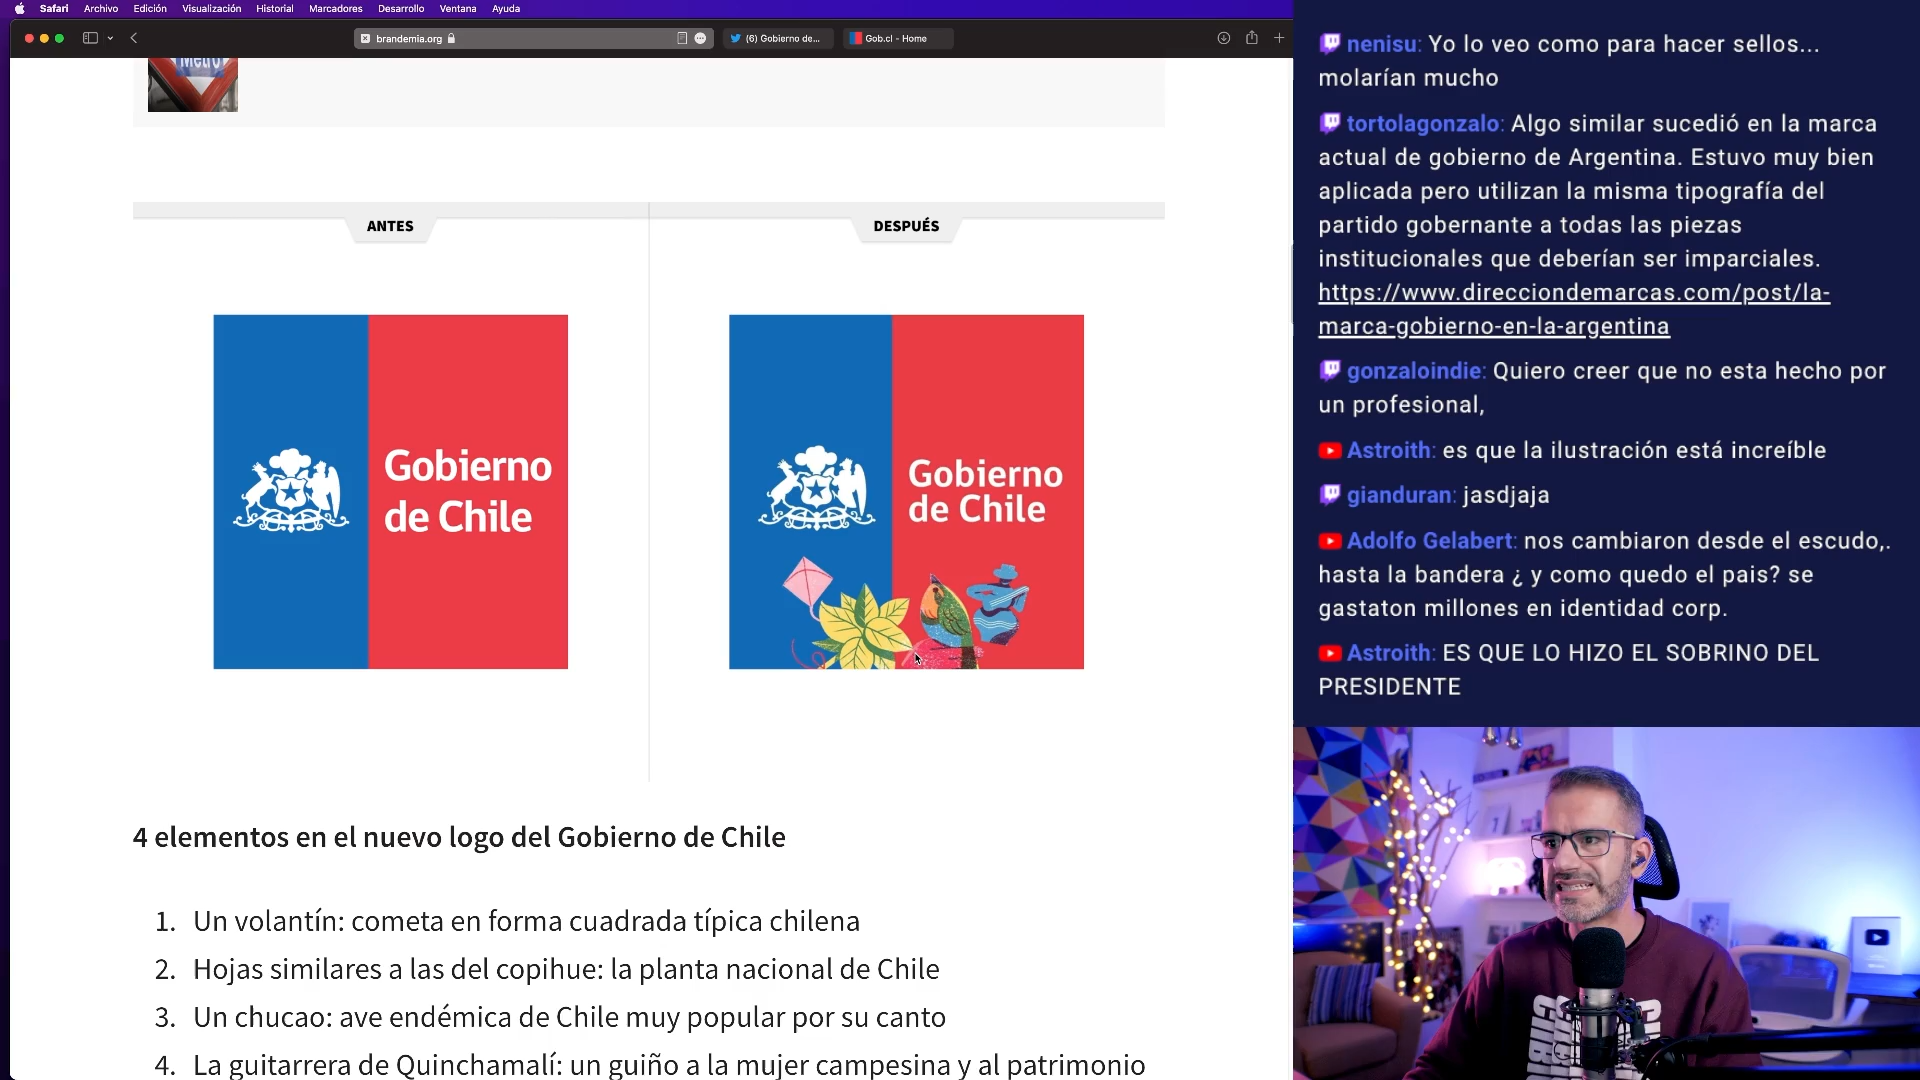 Safari Archivo Edición Visualización Historial Marcadores Desarrollo Ventana Ayuda
brandemia.org
(6) Gobierno de...
Gob.cl - Home
Metro
ANTES
DESPUÉS
Gobierno
de Chile
Gobierno
de Chile
4 elementos en el nuevo logo del Gobierno de Chile
1. Un volantín: cometa en forma cuadrada típica chilena
2. Hojas similares a las del copihue: la planta nacional de Chile
3. Un chucao: ave endémica de Chile muy popular por su canto
4. La guitarrera de Quinchamalí: un guiño a la mujer campesina y al patrimonio
nenisu: Yo lo veo como para hacer sellos...
molarían mucho
tortolagonzalo: Algo similar sucedió en la marca
actual de gobierno de Argentina. Estuvo muy bien
aplicada pero utilizan la misma tipografía del
partido gobernante a todas las piezas
institucionales que deberían ser imparciales.
https://www.direcciondemarcas.com/post/la-
marca-gobierno-en-la-argentina
gonzaloindie: Quiero creer que no esta hecho por
un profesional,
Astroith: es que la ilustración está increíble
gianduran: jasdjaja
Adolfo Gelabert: nos cambiaron desde el escudo,.
hasta la bandera ¿ y como quedo el pais? se
gastaton millones en identidad corp.
Astroith: ES QUE LO HIZO EL SOBRINO DEL
PRESIDENTE